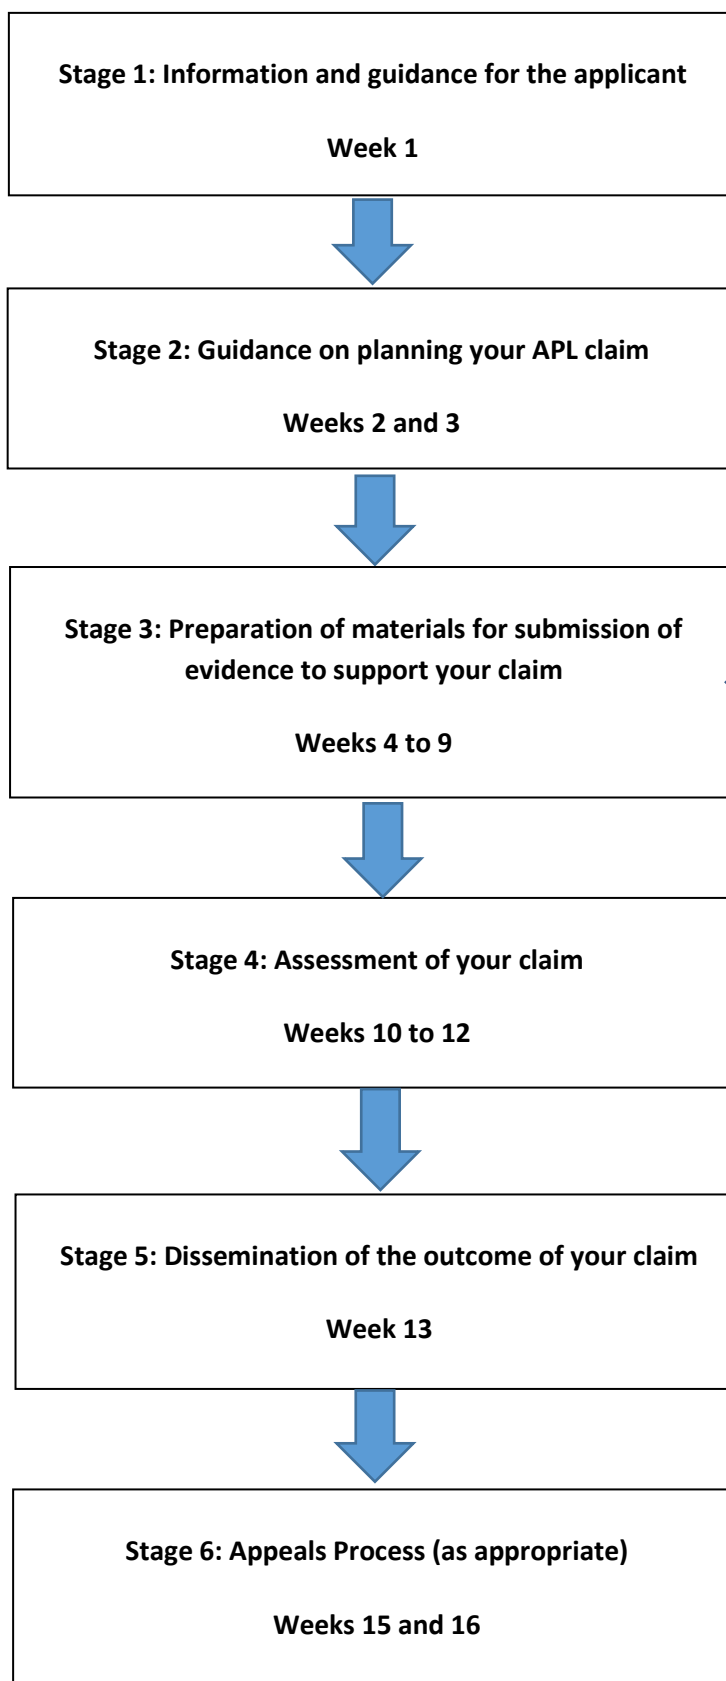 Stage 1: Information and guidance for the applicant
Week 1
Stage 2: Guidance on planning your APL claim
Weeks 2 and 3
Stage 3: Preparation of materials for submission of
evidence to support your claim
Weeks 4 to 9
Stage 4: Assessment of your claim
Weeks 10 to 12
Stage 5: Dissemination of the outcome of your claim
Week 13
Stage 6: Appeals Process (as appropriate)
Weeks 15 and 16